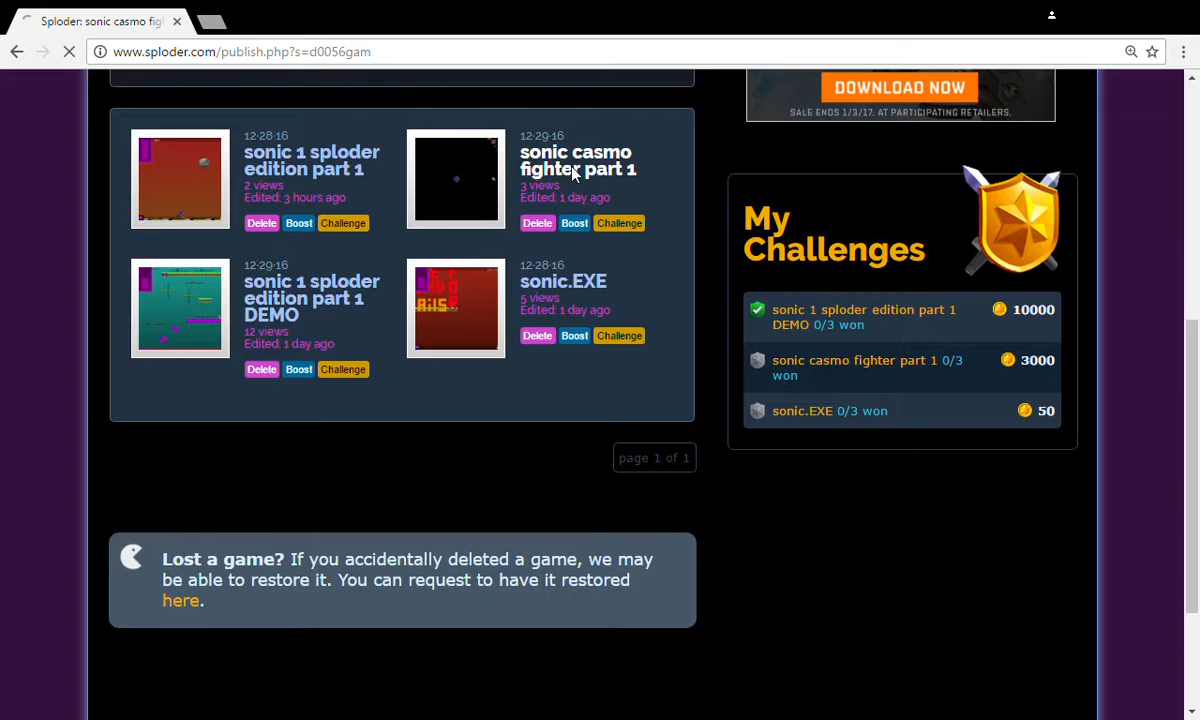 Sploder: sonic casmo fig
www.sploder.com/publish.php?s=d0056gam
DOWNLOAD NOW
SALE ENDS 1/3/17. AT PARTICIPATING RETAILERS.
12·28·16
sonic 1 sploder
edition part 1
2 views
Edited: 3 hours ago
Delete Boost Challenge
12·29·16
sonic casmo
fighter part 1
3 views
Edited: 1 day ago
Delete Boost Challenge
12·29·16
sonic 1 sploder
edition part 1
DEMO
12 views
Edited: 1 day ago
Delete Boost Challenge
12·28·16
sonic.EXE
5 views
Edited: 1 day ago
Delete Boost Challenge
page 1 of 1
Lost a game? If you accidentally deleted a game, we may
be able to restore it. You can request to have it restored
here.
My
Challenges
sonic 1 sploder edition part 1 10000
DEMO 0/3 won
sonic casmo fighter part 1 0/3 3000
won
sonic.EXE 0/3 won 50